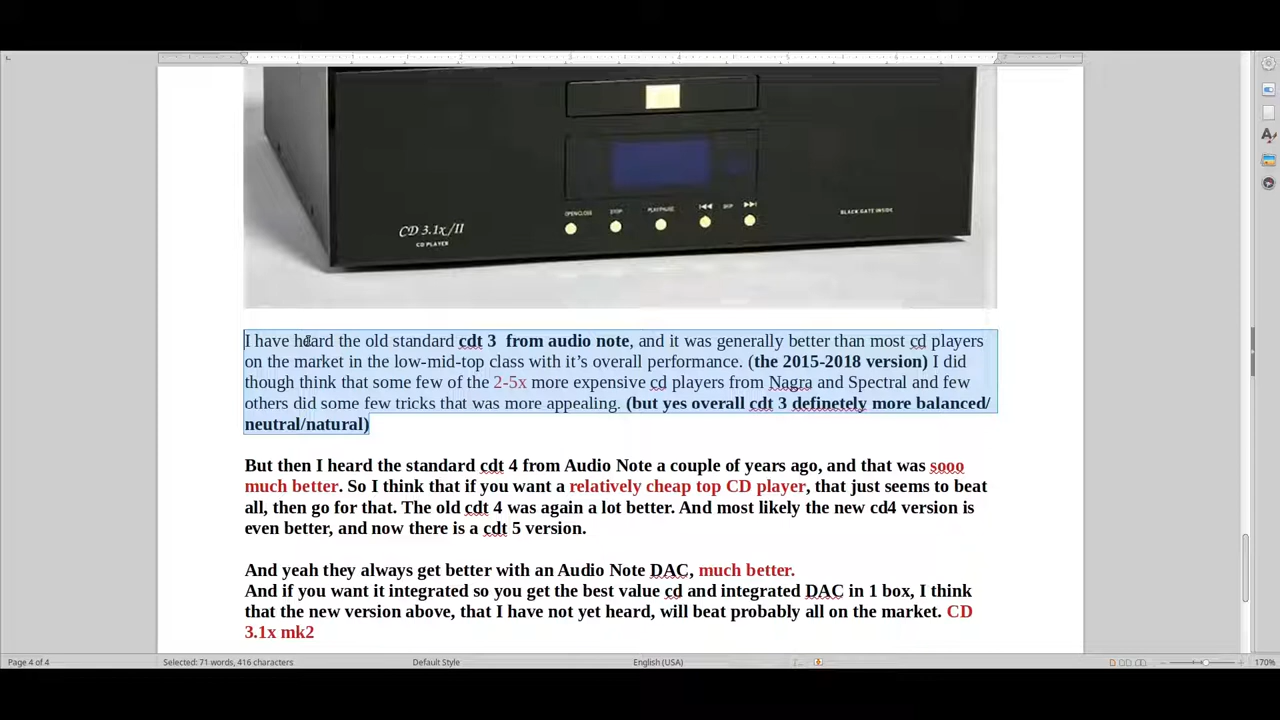 OPEN/CLOSE STOP PLAY/PAUSE SKIP
CD 3.1x/II
CD PLAYER
BLACK GATE INSIDE
I have heard the old standard cdt 3  from audio note, and it was generally better than most cd players
on the market in the low-mid-top class with it’s overall performance. (the 2015-2018 version) I did
though think that some few of the 2-5x more expensive cd players from Nagra and Spectral and few
others did some few tricks that was more appealing. (but yes overall cdt 3 definetely more balanced/
neutral/natural)
But then I heard the standard cdt 4 from Audio Note a couple of years ago, and that was sooo
much better. So I think that if you want a relatively cheap top CD player, that just seems to beat
all, then go for that. The old cdt 4 was again a lot better. And most likely the new cd4 version is
even better, and now there is a cdt 5 version.
And yeah they always get better with an Audio Note DAC, much better.
And if you want it integrated so you get the best value cd and integrated DAC in 1 box, I think
that the new version above, that I have not yet heard, will beat probably all on the market. CD
3.1x mk2
Page 4 of 4 Selected: 71 words, 416 characters Default Style English (USA) 170%